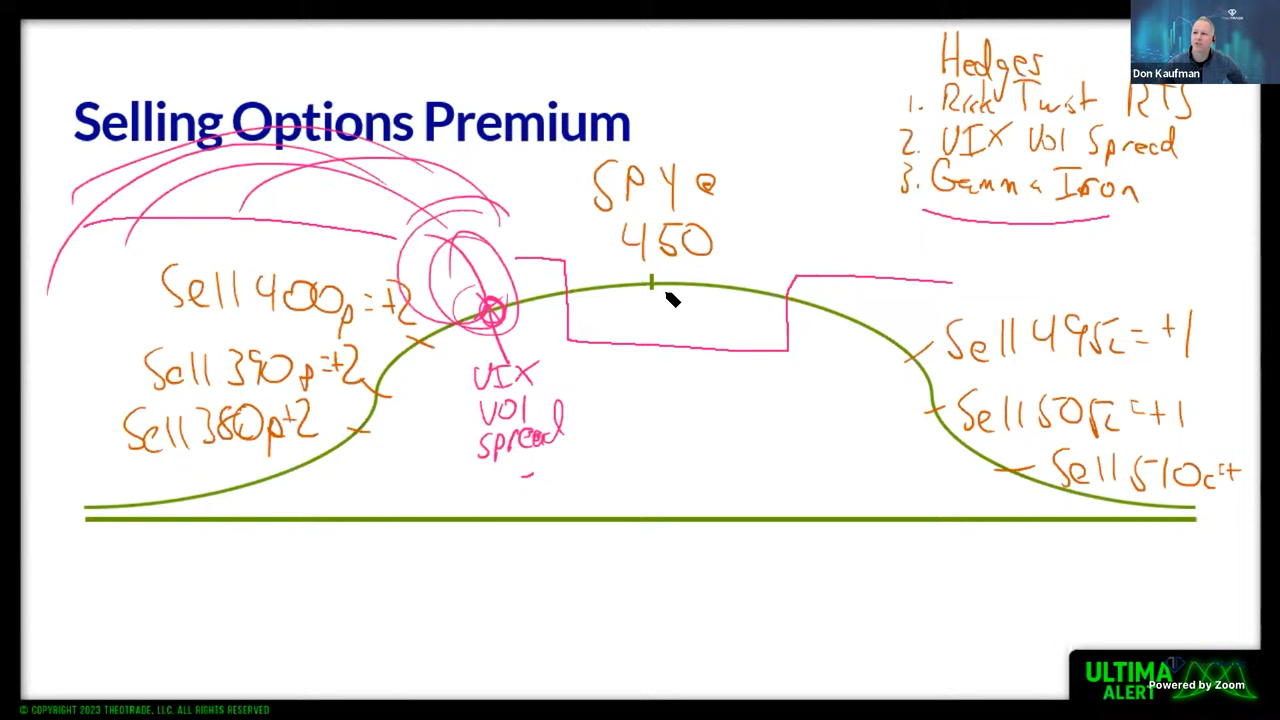 Don Kaufman
Selling Options Premium
Hedges
1. Risk Twist RTS
2. VIX Vol Spread
3. Gamma Iron
SPY @
450
Sell 400p = +2
Sell 390p = +2
Sell 380p +2
VIX
VOl
spread
Sell 495c = +1
Sell 505c = +1
Sell 510c = +
ULTIMA
ALERT
Powered by Zoom
© COPYRIGHT 2023 THEOTRADE, LLC. ALL RIGHTS RESERVED